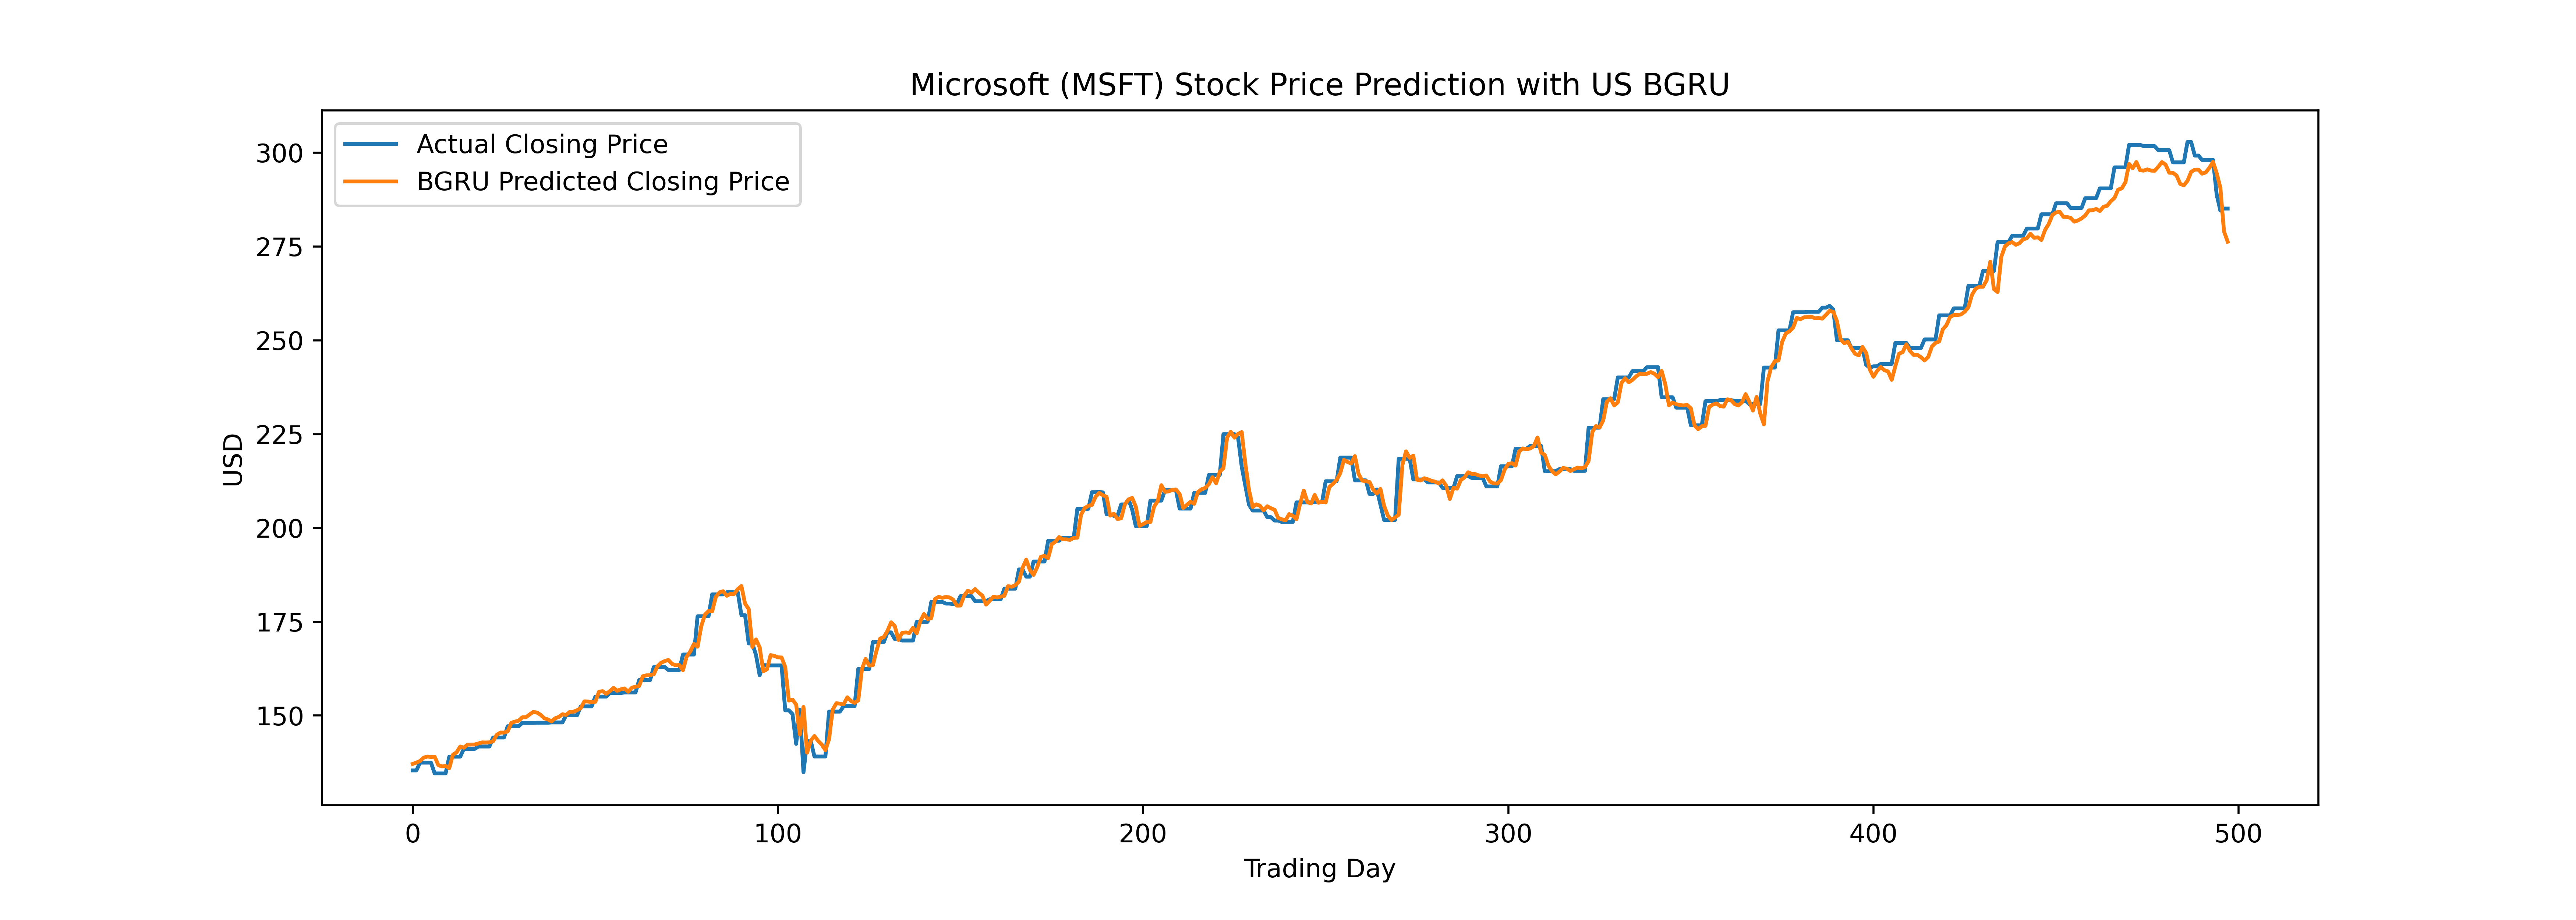 Microsoft (MSFT) Stock Price Prediction with US BGRU
Actual Closing Price
BGRU Predicted Closing Price
300
275
250
225
200
175
150
USD
0 100 200 300 400 500
Trading Day